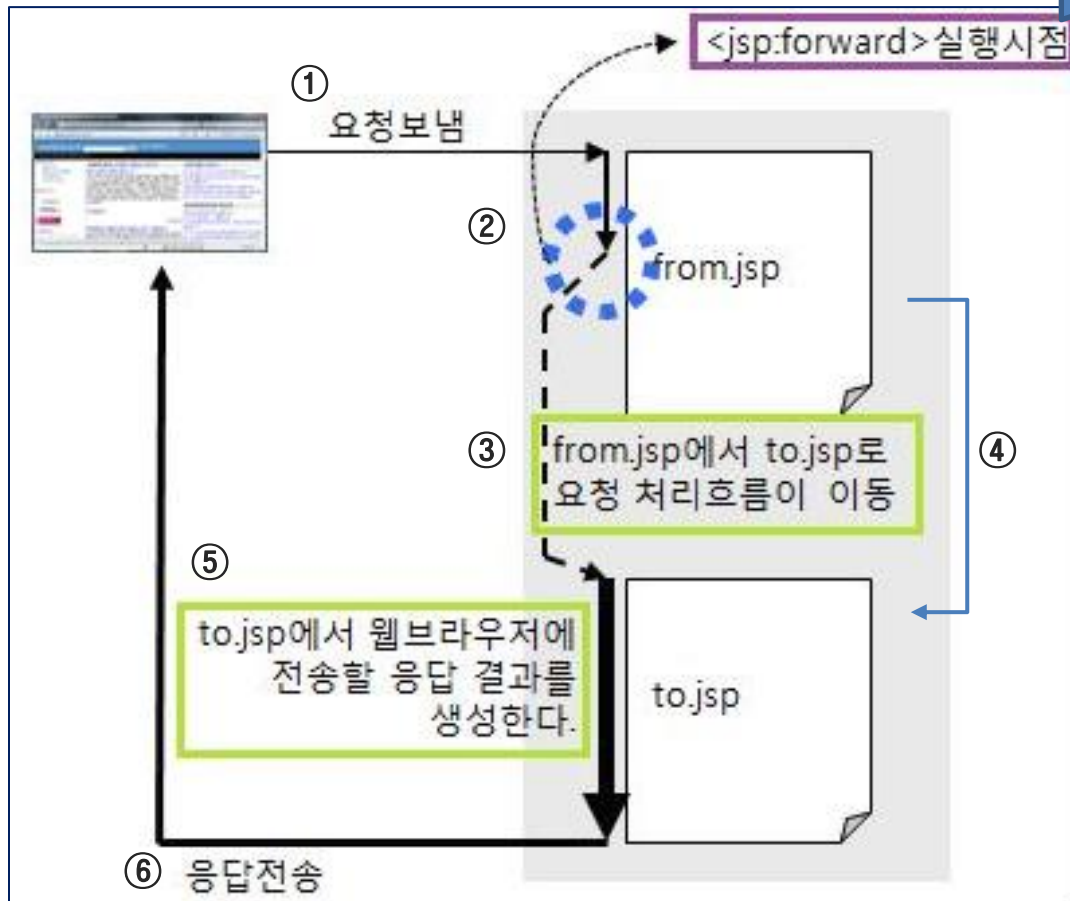 <jsp:forward>실행시점
①
요청보냄
②
from.jsp
③
from.jsp에서 to.jsp로
요청 처리흐름이 이동
④
⑤
to.jsp에서 웹브라우저에
전송할 응답 결과를
생성한다.
to.jsp
⑥ 응답전송